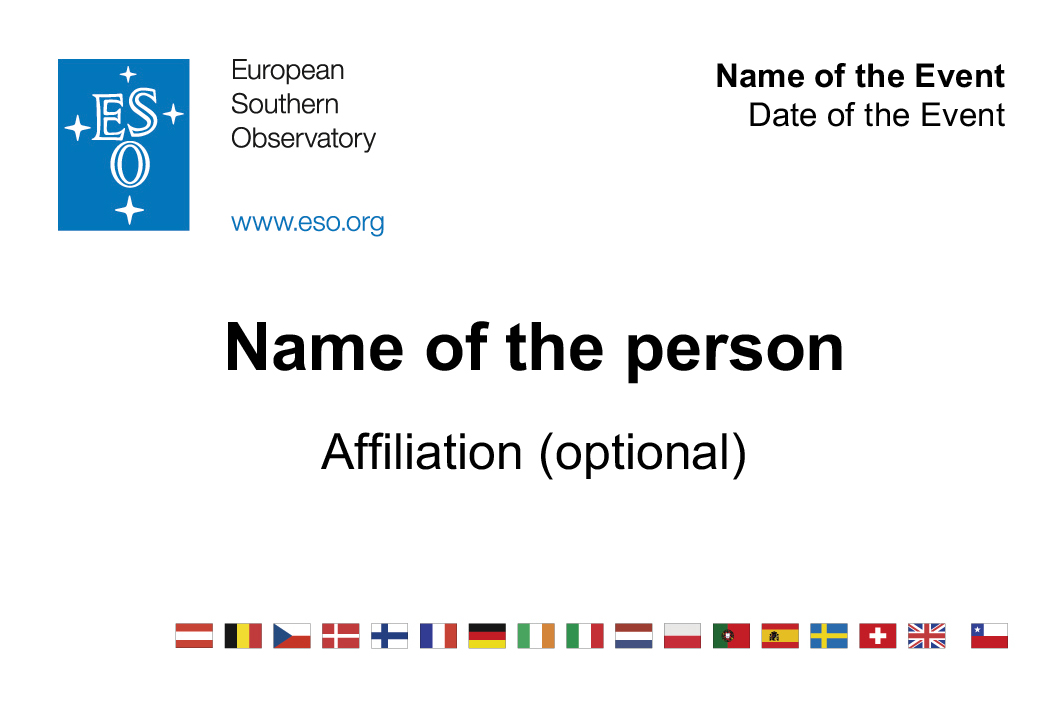 ESO
European
Southern
Observatory
www.eso.org
Name of the Event
Date of the Event
Name of the person
Affiliation (optional)